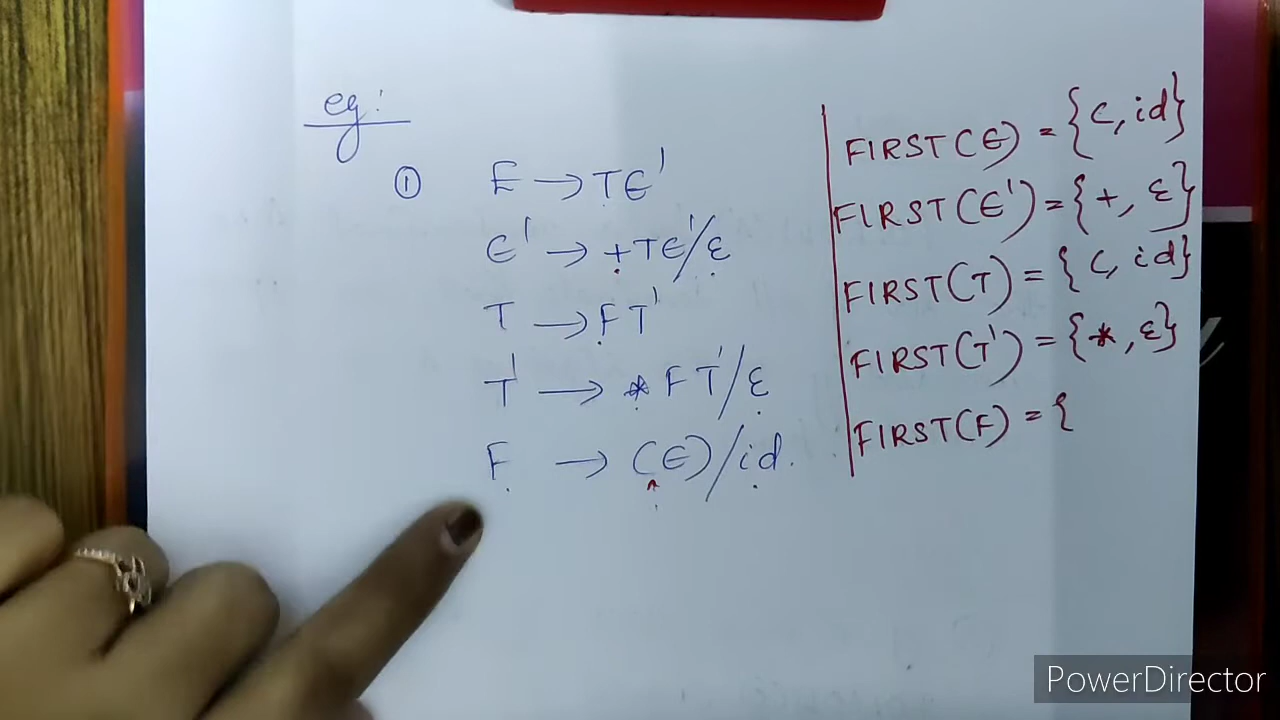 eg:
① E → TE'
E' → +TE'/ε
T → FT'
T' → *FT'/ε
F → (E)/id.
FIRST(E) = {(, id}
FIRST(E') = {+, ε}
FIRST(T) = {(, id}
FIRST(T') = {*, ε}
FIRST(F) = {
PowerDirector